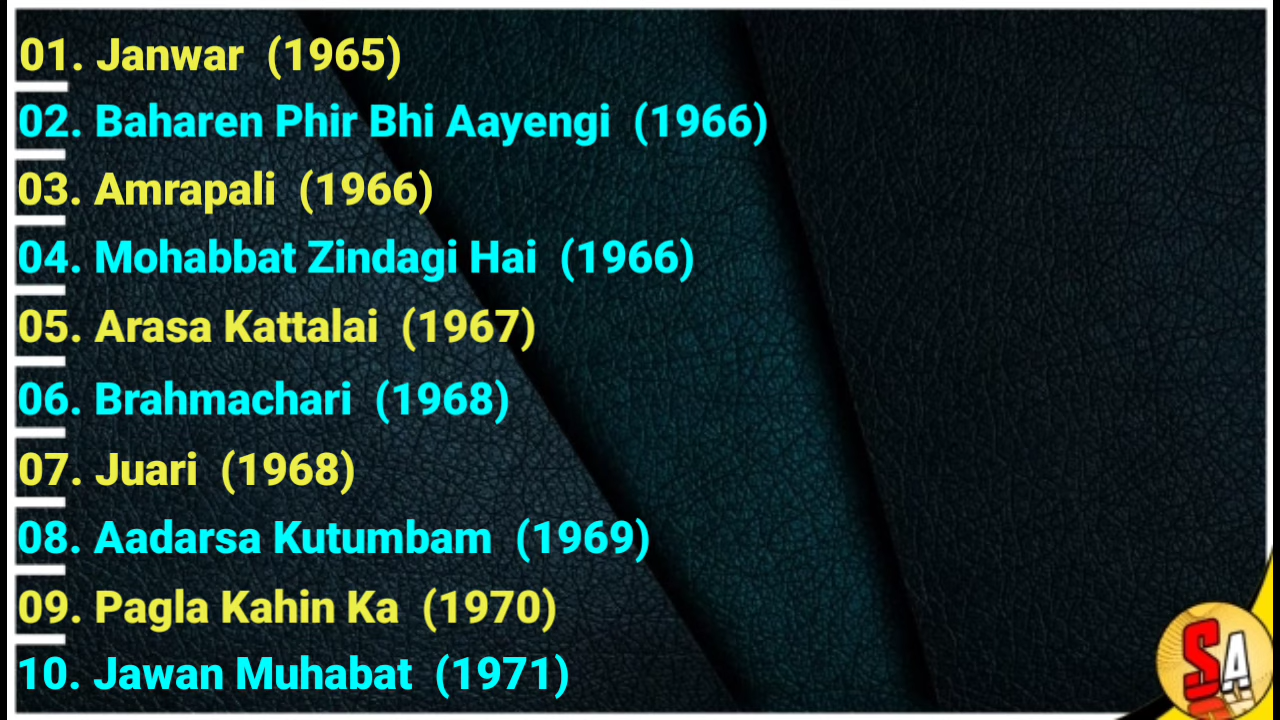 01. Janwar (1965)
02. Baharen Phir Bhi Aayengi (1966)
03. Amrapali (1966)
04. Mohabbat Zindagi Hai (1966)
05. Arasa Kattalai (1967)
06. Brahmachari (1968)
07. Juari (1968)
08. Aadarsa Kutumbam (1969)
09. Pagla Kahin Ka (1970)
10. Jawan Muhabat (1971)
SA